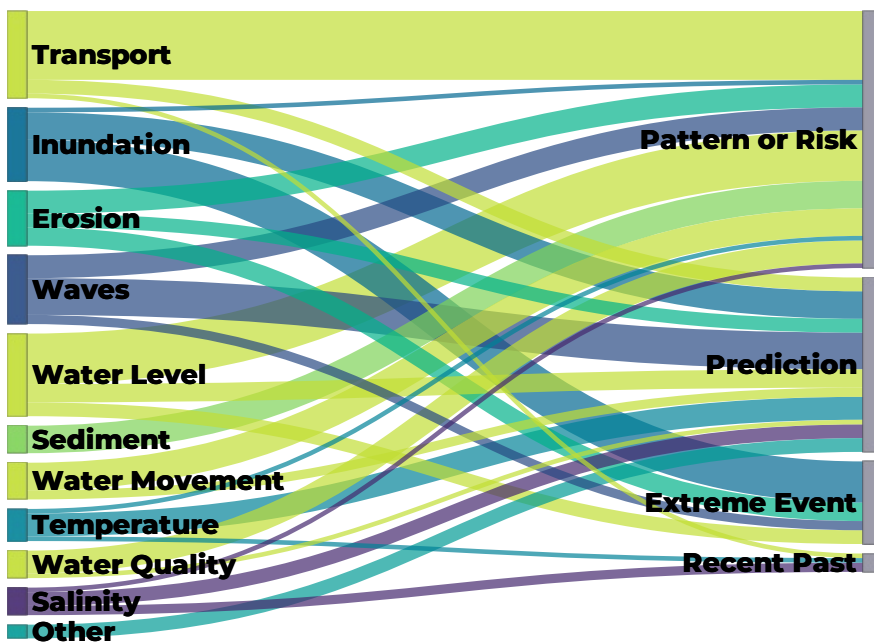 Transport
Inundation
Erosion
Waves
Water Level
Sediment
Water Movement
Temperature
Water Quality
Salinity
Other
Pattern or Risk
Prediction
Extreme Event
Recent Past